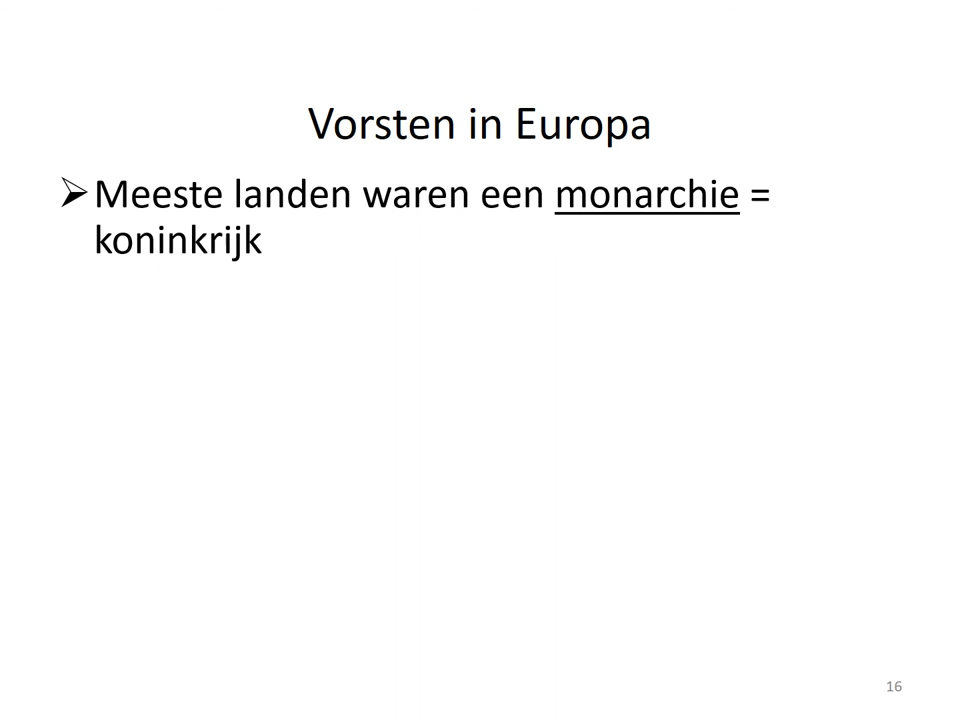 Vorsten in Europa
➢Meeste landen waren een monarchie =
koninkrijk
16